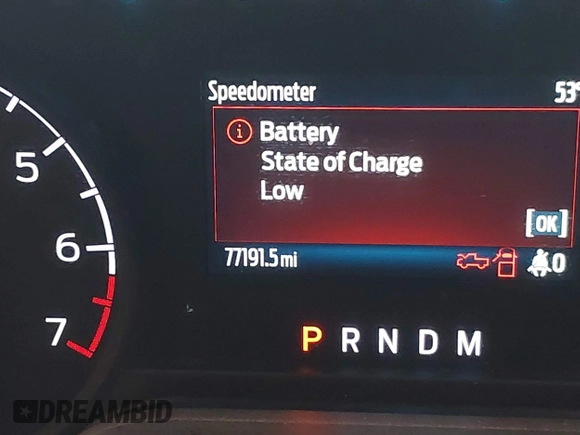 Speedometer 53°
Battery
State of Charge
Low
[OK]
77191.5 mi 0
5
6
7
P R N D M
DREAMBID